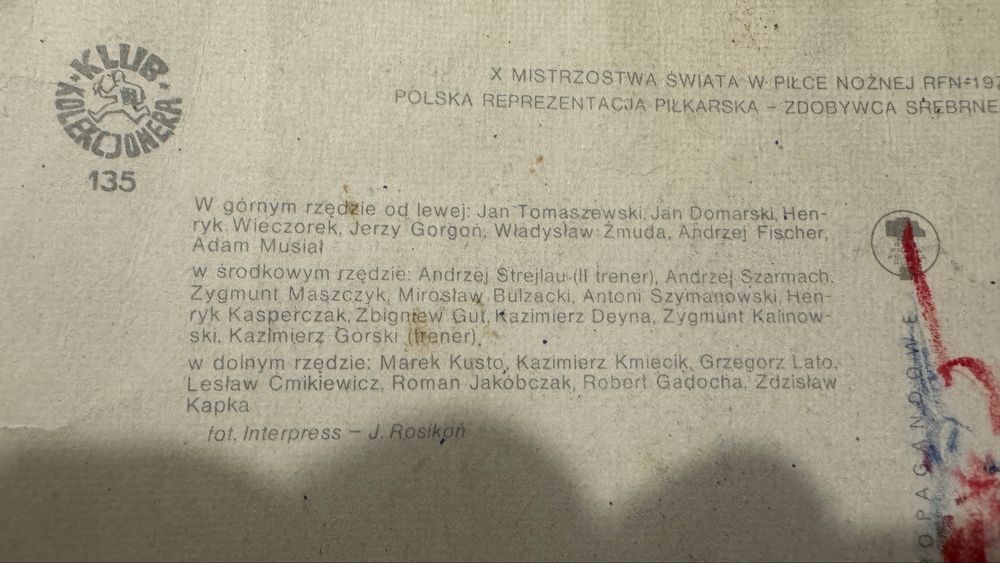 KLUB
KOLEKCJONERA
135
X MISTRZOSTWA ŚWIATA W PIŁCE NOŻNEJ RFN-197
POLSKA REPREZENTACJA PIŁKARSKA – ZDOBYWCA SREBRNE
W górnym rzędzie od lewej: Jan Tomaszewski, Jan Domarski, Hen-
ryk Wieczorek, Jerzy Gorgoń, Władysław Żmuda, Andrzej Fischer,
Adam Musiał
w środkowym rzędzie: Andrzej Strejlau (II trener), Andrzej Szarmach,
Zygmunt Maszczyk, Mirosław Bulzacki, Antoni Szymanowski, Hen-
ryk Kasperczak, Zbigniew Gut, Kazimierz Deyna, Zygmunt Kalinow-
ski, Kazimierz Górski (trener),
w dolnym rzędzie: Marek Kusto, Kazimierz Kmiecik, Grzegorz Lato,
Lesław Ćmikiewicz, Roman Jakóbczak, Robert Gadocha, Zdzisław
Kapka
fot. Interpress – J. Rosikoń
OPAGANDOWE